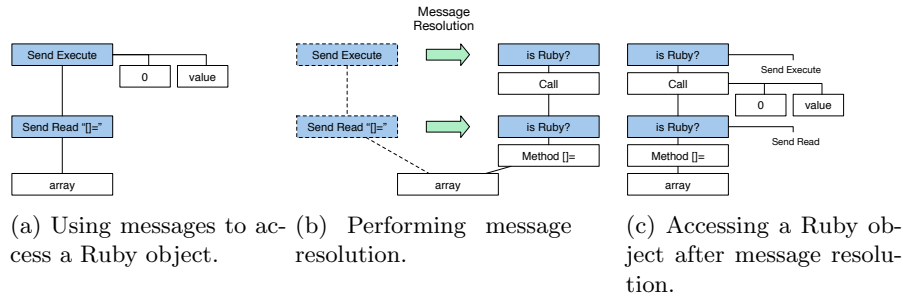 Message
Resolution
Send Execute
0
value
Send Read “[]=”
array
(a) Using messages to ac-
cess a Ruby object.
Send Execute
is Ruby?
Call
Send Read “[]=”
is Ruby?
Method []=
array
(b) Performing message
resolution.
is Ruby?
Send Execute
Call
0
value
is Ruby?
Send Read
Method []=
array
(c) Accessing a Ruby ob-
ject after message resolu-
tion.